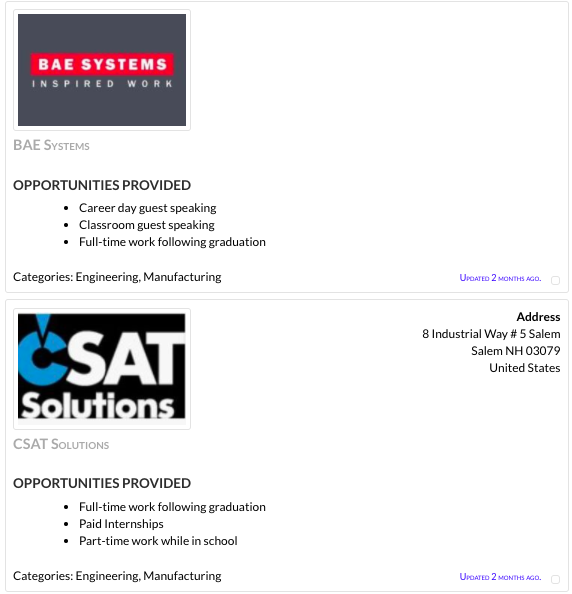 BAE SYSTEMS
INSPIRED WORK
BAE Systems
OPPORTUNITIES PROVIDED
• Career day guest speaking
• Classroom guest speaking
• Full-time work following graduation
Categories: Engineering, Manufacturing
Updated 2 months ago.
CSAT
Solutions
Address
8 Industrial Way # 5 Salem
Salem NH 03079
United States
CSAT Solutions
OPPORTUNITIES PROVIDED
• Full-time work following graduation
• Paid Internships
• Part-time work while in school
Categories: Engineering, Manufacturing
Updated 2 months ago.